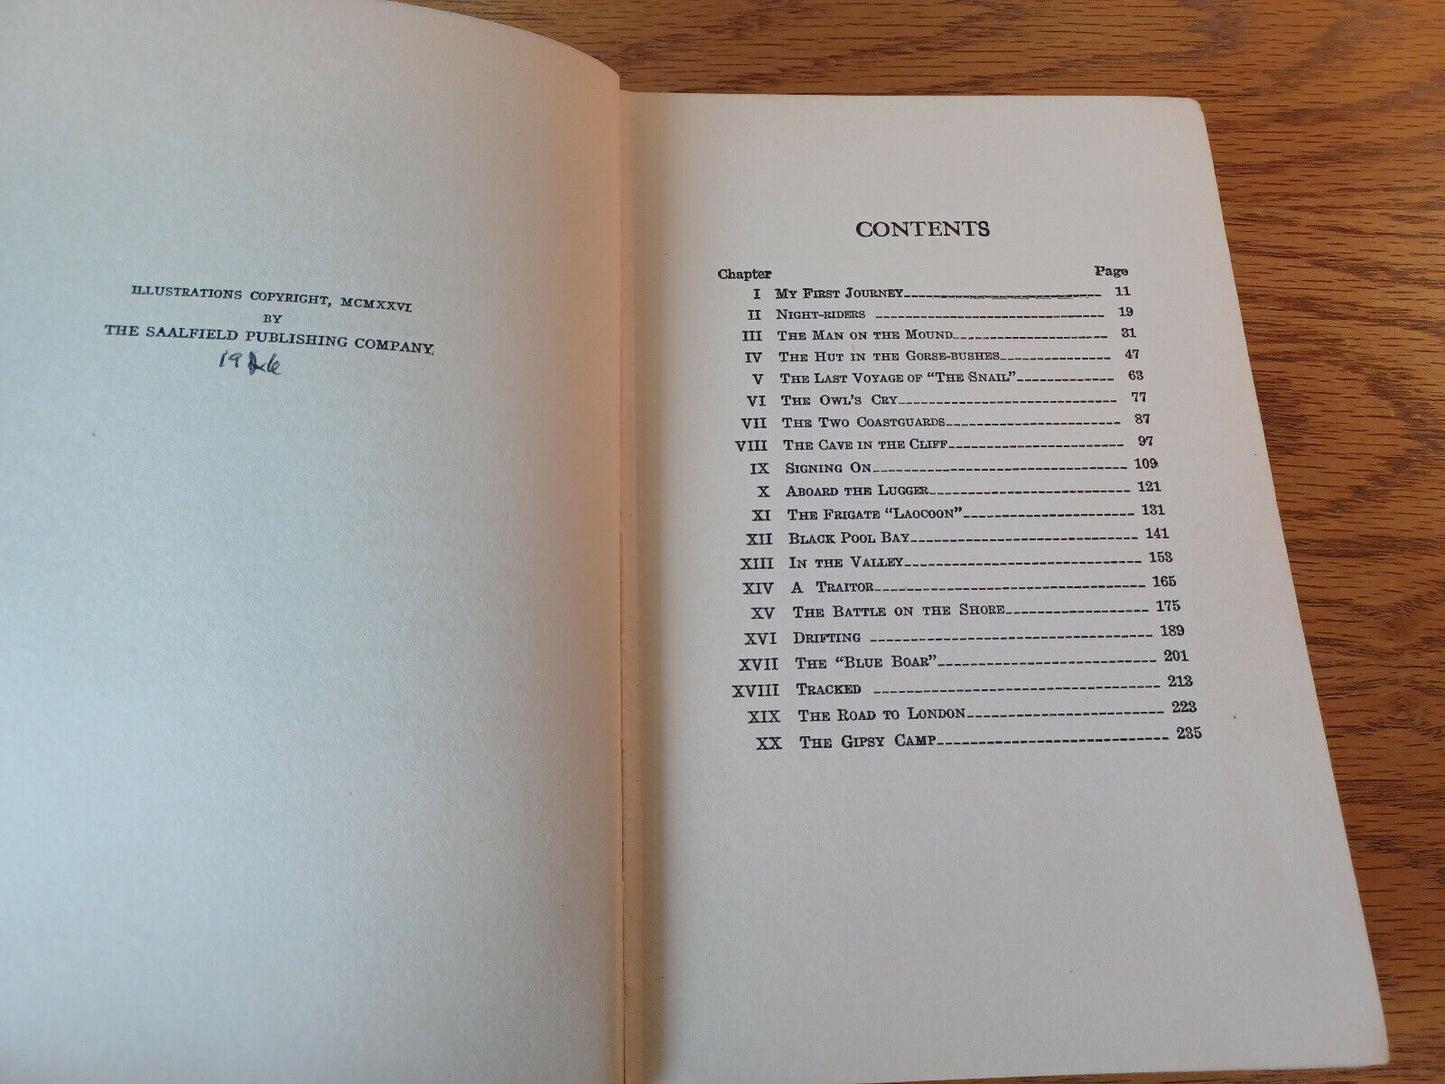 ILLUSTRATIONS COPYRIGHT, MCMXXVI
BY
THE SAALFIELD PUBLISHING COMPANY
1926
CONTENTS
Chapter Page
I MY FIRST JOURNEY 11
II NIGHT-RIDERS 19
III THE MAN ON THE MOUND 31
IV THE HUT IN THE GORSE-BUSHES 47
V THE LAST VOYAGE OF "THE SNAIL" 63
VI THE OWL'S CRY 77
VII THE TWO COASTGUARDS 87
VIII THE CAVE IN THE CLIFF 97
IX SIGNING ON 109
X ABOARD THE LUGGER 121
XI THE FRIGATE "LAOCOON" 131
XII BLACK POOL BAY 141
XIII IN THE VALLEY 153
XIV A TRAITOR 165
XV THE BATTLE ON THE SHORE 175
XVI DRIFTING 189
XVII THE "BLUE BOAR" 201
XVIII TRACKED 213
XIX THE ROAD TO LONDON 223
XX THE GIPSY CAMP 235